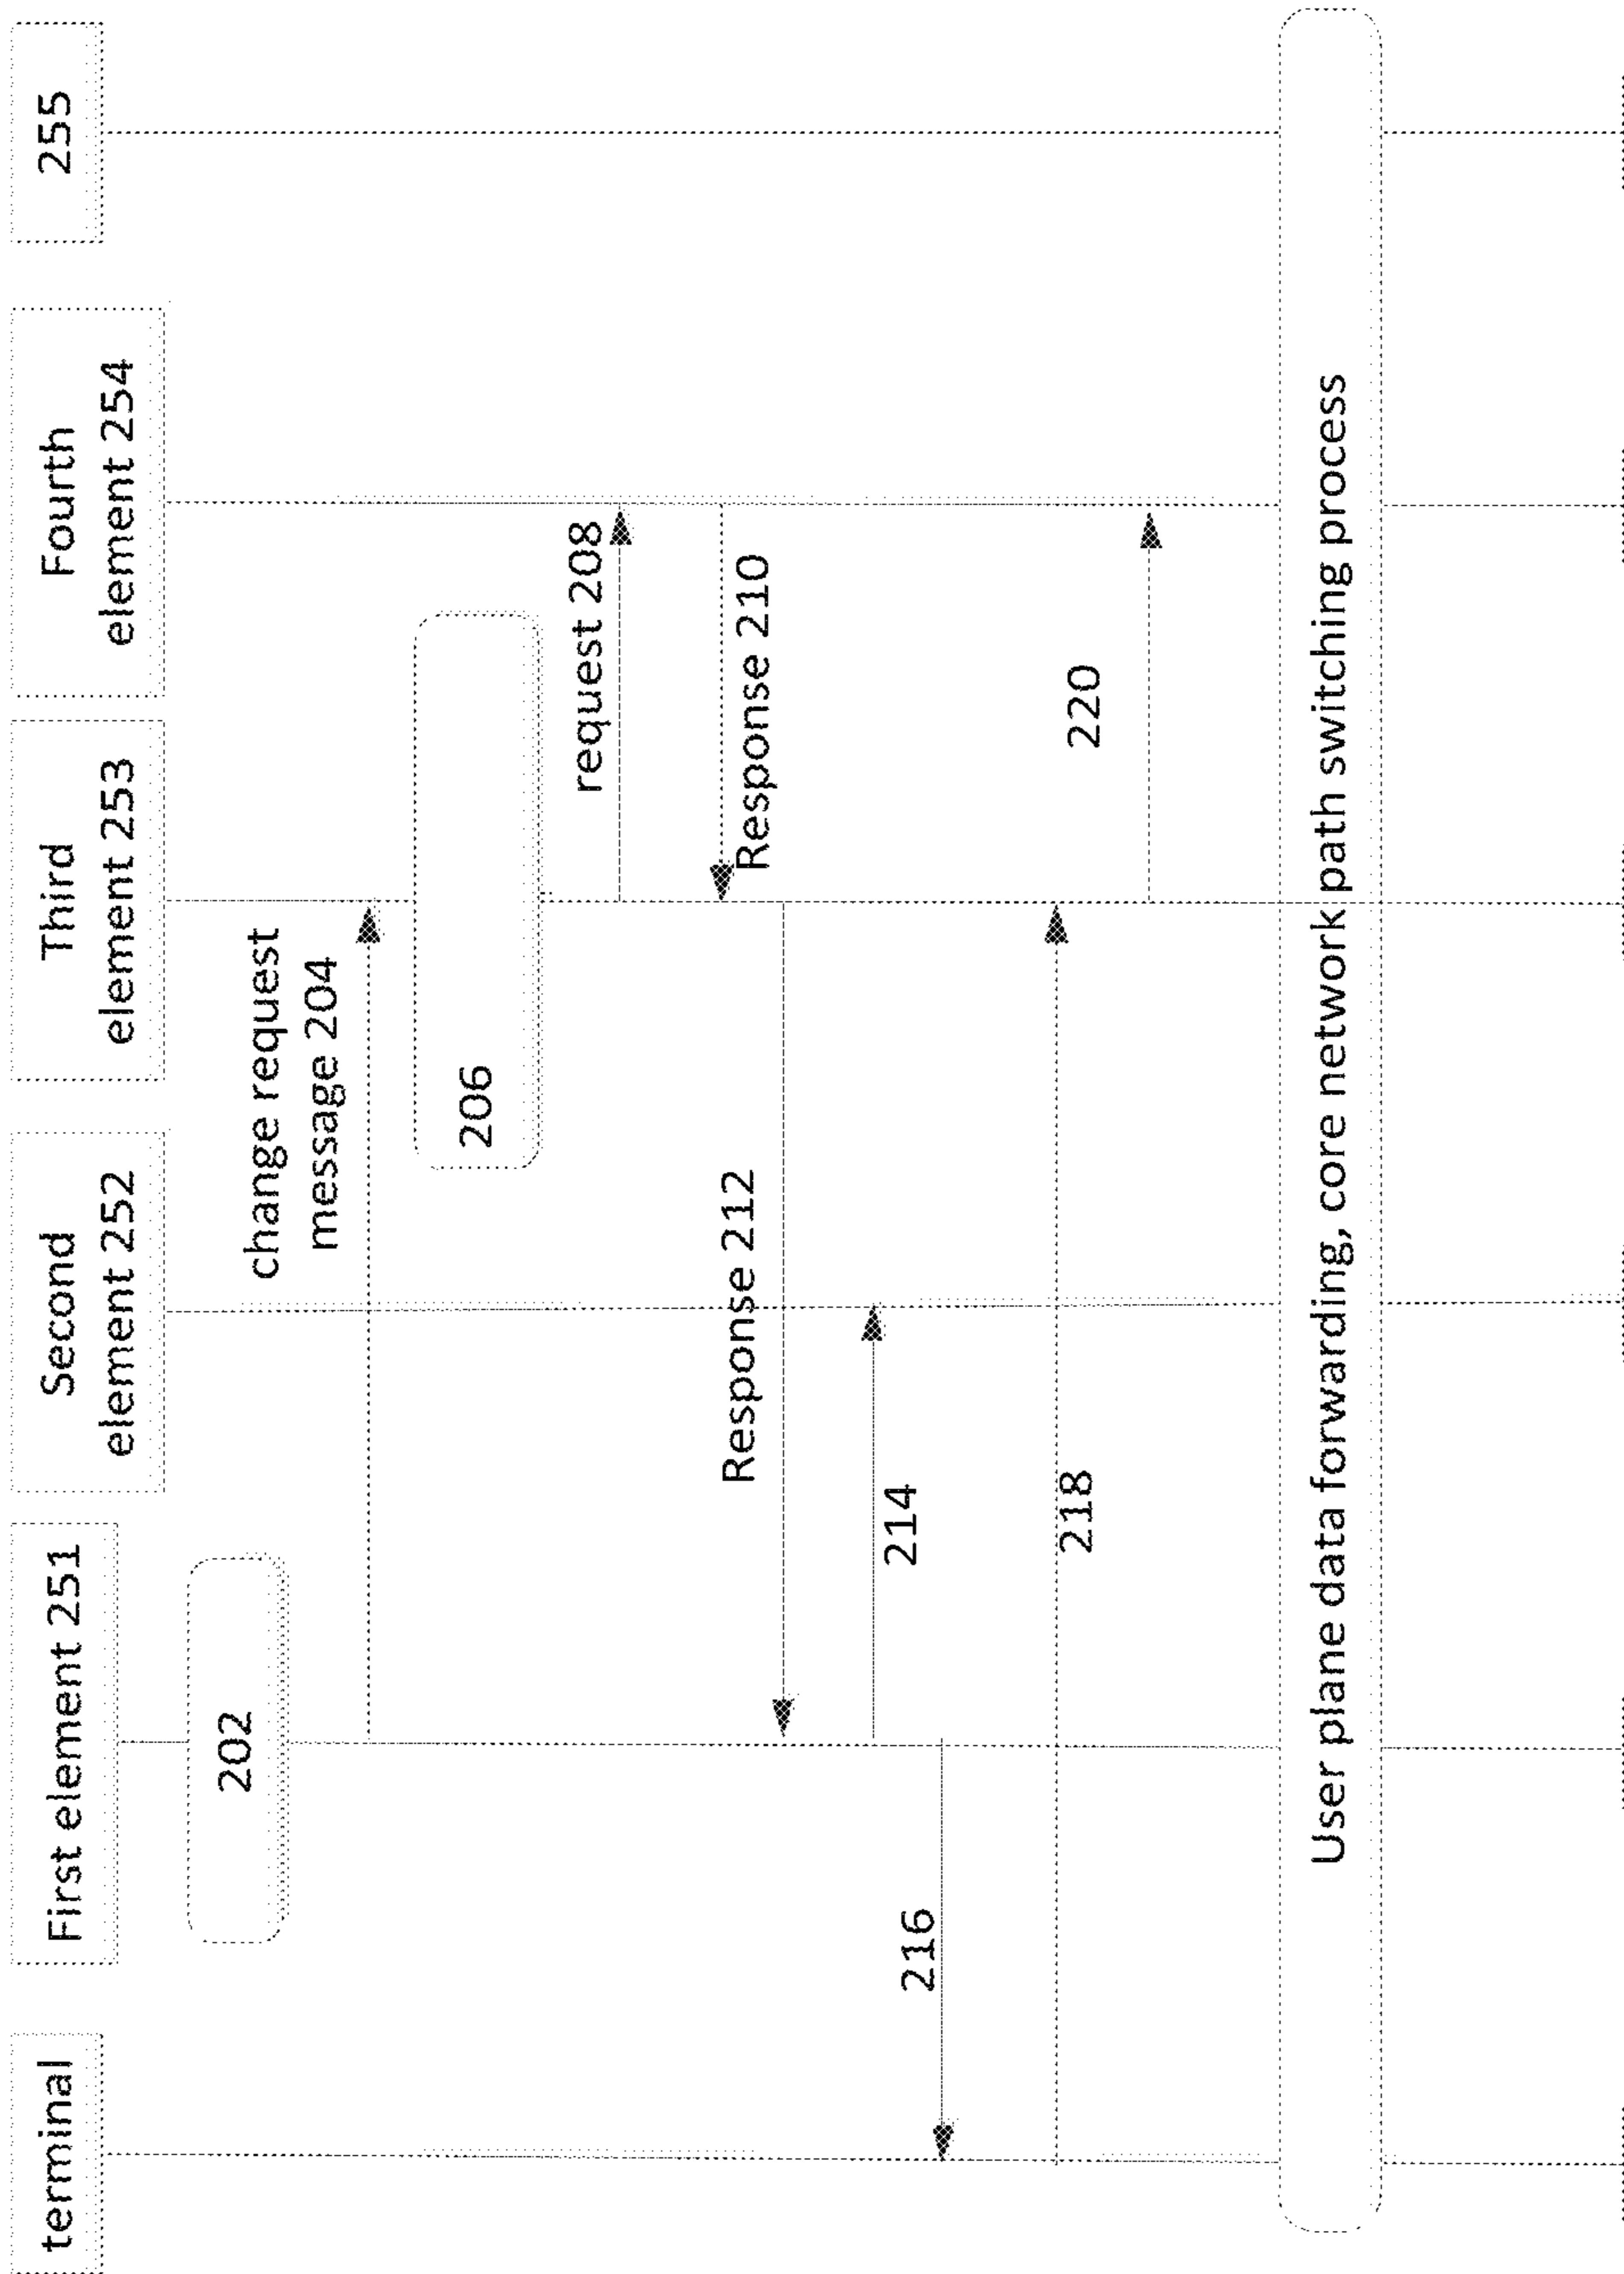 terminal
First element 251
Second
element 252
Third
element 253
Fourth
element 254
255
202
change request
message 204
206
request 208
Response 210
Response 212
214
216
218
220
User plane data forwarding, core network path switching process